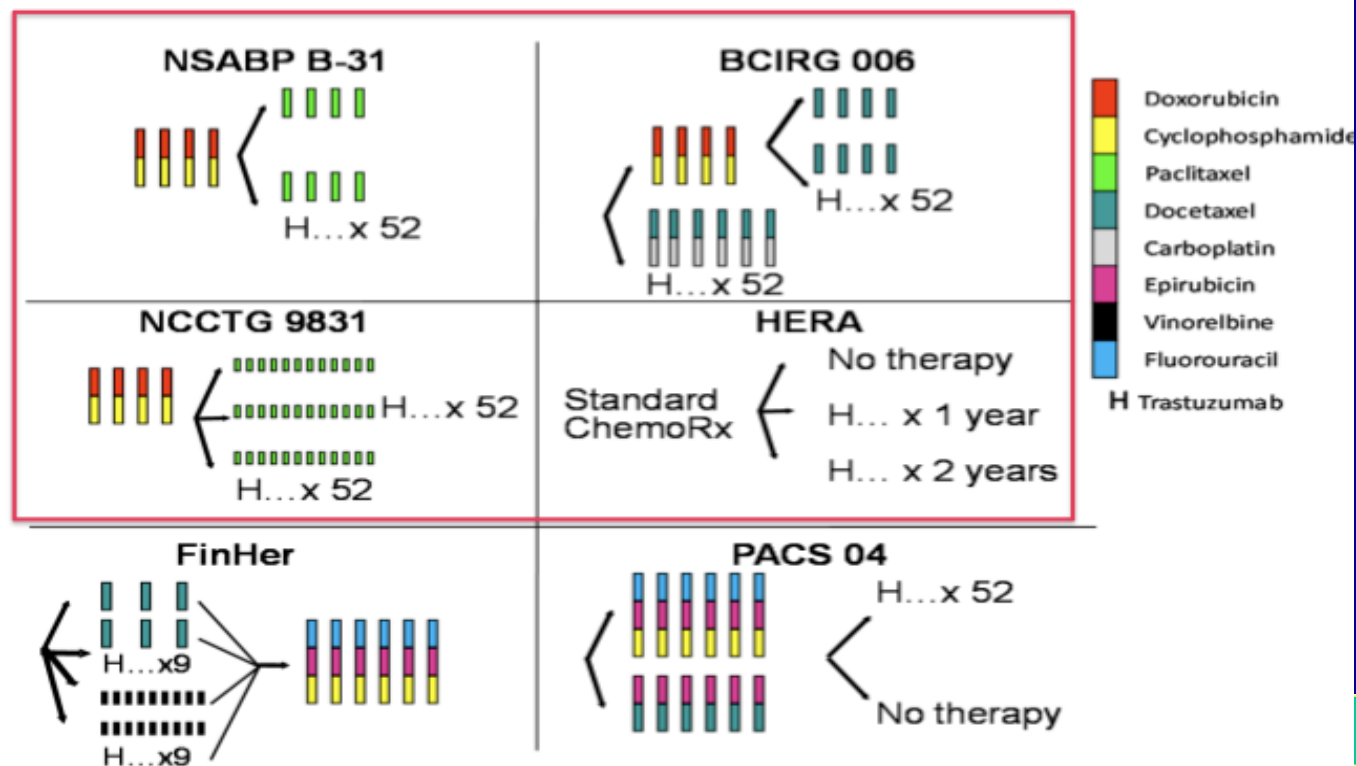 NSABP B-31
H...x 52
BCIRG 006
H...x 52
H...x 52
NCCTG 9831
H...x 52
H...x 52
HERA
Standard
ChemoRx
No therapy
H... x 1 year
H... x 2 years
FinHer
H...x9
H...x9
PACS 04
H...x 52
No therapy
Doxorubicin
Cyclophosphamide
Paclitaxel
Docetaxel
Carboplatin
Epirubicin
Vinorelbine
Fluorouracil
H Trastuzumab